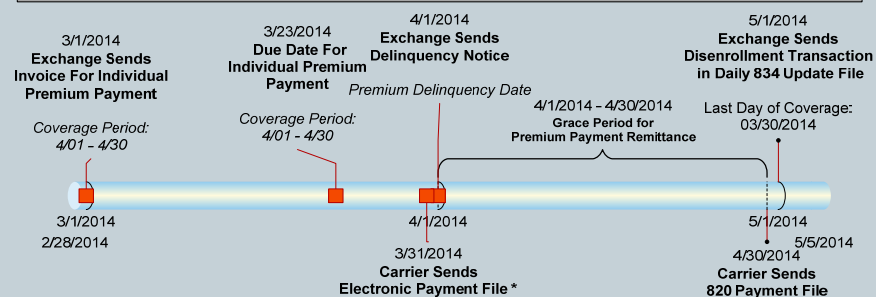 3/1/2014
Exchange Sends
Invoice For Individual
Premium Payment
Coverage Period:
4/01 – 4/30
3/23/2014
Due Date For
Individual Premium
Payment
Coverage Period:
4/01 – 4/30
4/1/2014
Exchange Sends
Delinquency Notice
Premium Delinquency Date
4/1/2014 – 4/30/2014
Grace Period for
Premium Payment Remittance
5/1/2014
Exchange Sends
Disenrollment Transaction
in Daily 834 Update File
Last Day of Coverage:
03/30/2014
3/1/2014
4/1/2014
5/1/2014
2/28/2014
5/5/2014
3/31/2014
Carrier Sends
Electronic Payment File *
4/30/2014
Carrier Sends
820 Payment File